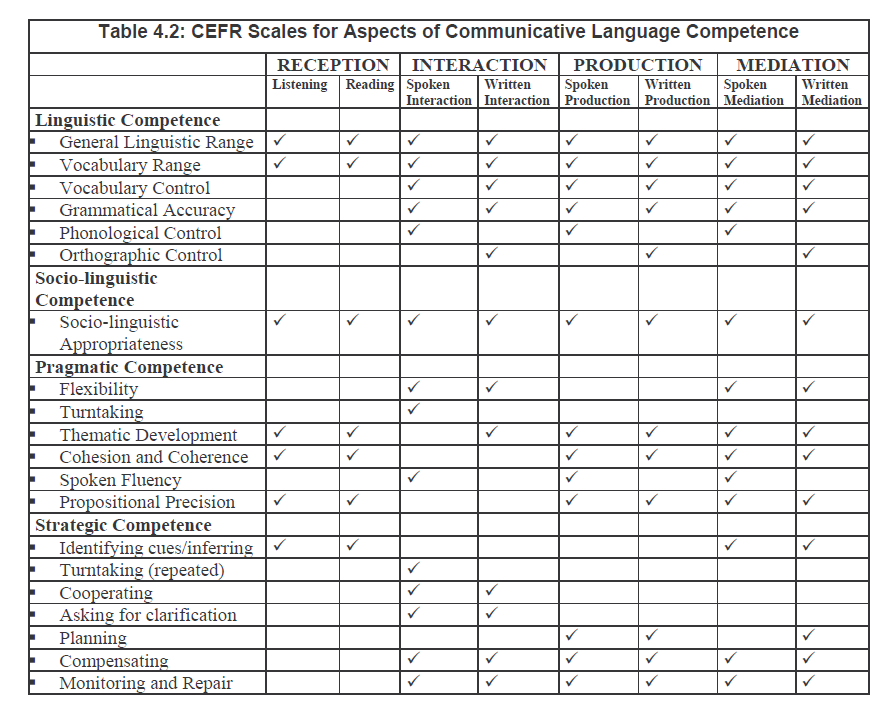 Table 4.2: CEFR Scales for Aspects of Communicative Language Competence
RECEPTION INTERACTION PRODUCTION MEDIATION
Listening Reading Spoken Interaction Written Interaction Spoken Production Written Production Spoken Mediation Written Mediation
Linguistic Competence
▪ General Linguistic Range ✓ ✓ ✓ ✓ ✓ ✓ ✓ ✓
▪ Vocabulary Range ✓ ✓ ✓ ✓ ✓ ✓ ✓ ✓
▪ Vocabulary Control ✓ ✓ ✓ ✓ ✓ ✓
▪ Grammatical Accuracy ✓ ✓ ✓ ✓ ✓ ✓
▪ Phonological Control ✓ ✓ ✓
▪ Orthographic Control ✓ ✓ ✓
Socio-linguistic
Competence
▪ Socio-linguistic ✓ ✓ ✓ ✓ ✓ ✓ ✓ ✓
Appropriateness
Pragmatic Competence
▪ Flexibility ✓ ✓ ✓ ✓
▪ Turntaking ✓
▪ Thematic Development ✓ ✓ ✓ ✓ ✓ ✓ ✓
▪ Cohesion and Coherence ✓ ✓ ✓ ✓ ✓ ✓
▪ Spoken Fluency ✓ ✓ ✓
▪ Propositional Precision ✓ ✓ ✓ ✓ ✓ ✓
Strategic Competence
▪ Identifying cues/inferring ✓ ✓ ✓ ✓
▪ Turntaking (repeated) ✓
▪ Cooperating ✓ ✓
▪ Asking for clarification ✓ ✓
▪ Planning ✓ ✓ ✓
▪ Compensating ✓ ✓ ✓ ✓ ✓ ✓
▪ Monitoring and Repair ✓ ✓ ✓ ✓ ✓ ✓